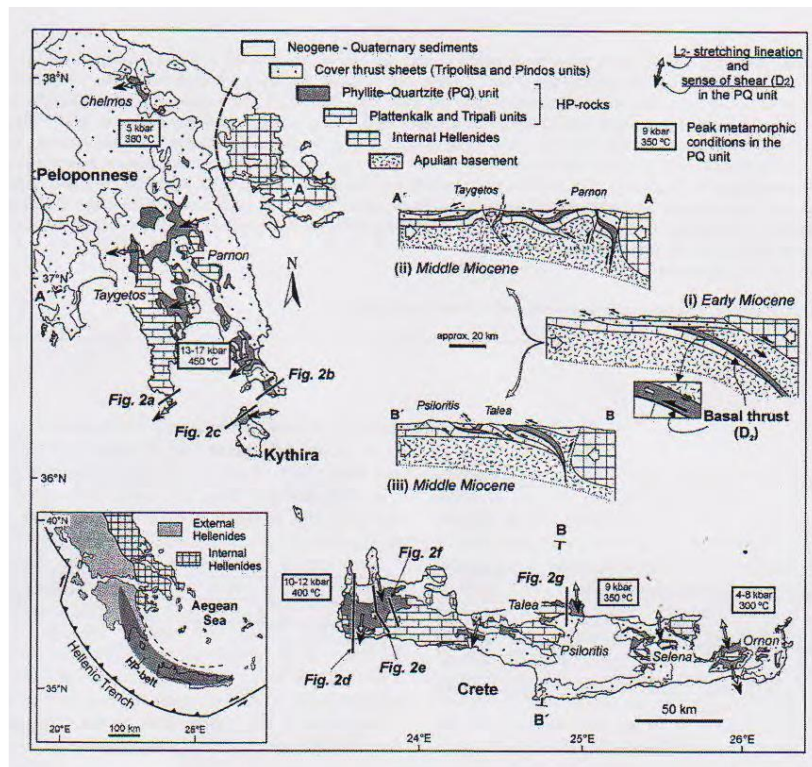 Neogene - Quaternary sediments
Cover thrust sheets (Tripolitsa and Pindos units)
Phyllite-Quartzite (PQ) unit
Plattenkalk and Tripali units
HP-rocks
Internal Hellenides
Apulian basement
L2- stretching lineation
and
sense of shear (D2)
in the PQ unit
9 kbar
350 °C
Peak metamorphic
conditions in the
PQ unit
38°N
Chelmos
5 kbar
380 °C
Peloponnese
A
Parnon
37°N
Taygetos
A´
N
13-17 kbar
450 °C
Fig. 2a
Fig. 2b
Fig. 2c
Kythira
36°N
A´
Taygetos
Parnon
A
(ii) Middle Miocene
(i) Early Miocene
approx. 20 km
Basal thrust
(D2)
B´
Psiloritis
Talea
B
(iii) Middle Miocene
40°N
External
Hellenides
Internal
Hellenides
Aegean
Sea
HP-belt
Hellenic Trench
35°N
20°E
100 km
26°E
10-12 kbar
400 °C
Fig. 2f
B
Fig. 2g
9 kbar
350 °C
4-8 kbar
300 °C
Talea
Psiloritis
Selena
Ornon
Fig. 2d
Fig. 2e
Crete
B´
50 km
24°E
25°E
26°E